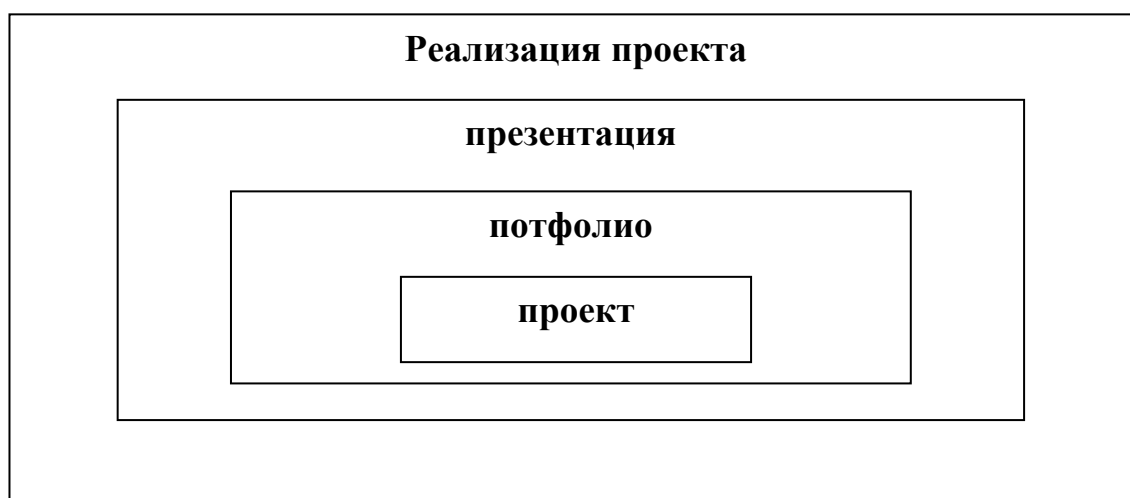 Реализация проекта
презентация
потфолио
проект